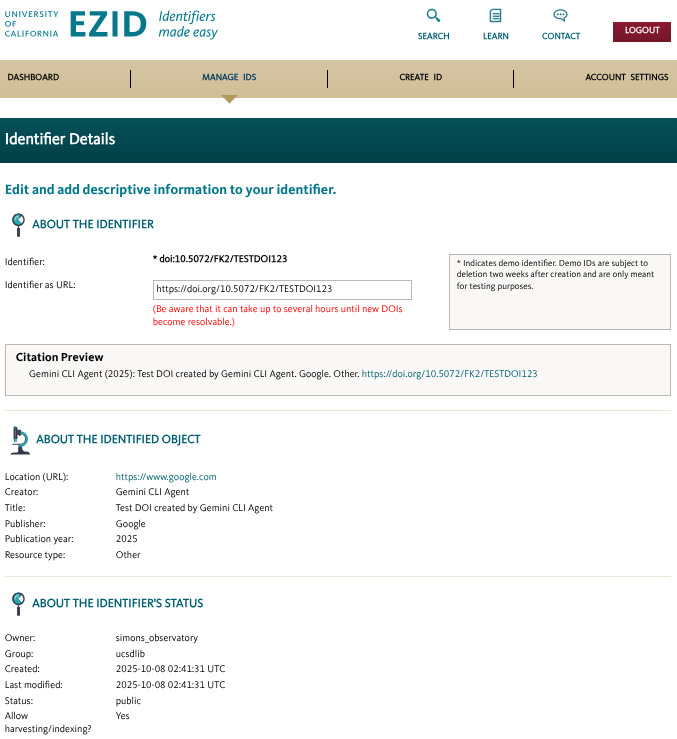 UNIVERSITY
OF
CALIFORNIA
EZID
Identifiers
made easy
SEARCH
LEARN
CONTACT
LOGOUT
DASHBOARD
MANAGE IDS
CREATE ID
ACCOUNT SETTINGS
Identifier Details
Edit and add descriptive information to your identifier.
ABOUT THE IDENTIFIER
Identifier: * doi:10.5072/FK2/TESTDOI123
Identifier as URL: https://doi.org/10.5072/FK2/TESTDOI123
(Be aware that it can take up to several hours until new DOIs
become resolvable.)
* Indicates demo identifier. Demo IDs are subject to
deletion two weeks after creation and are only meant
for testing purposes.
Citation Preview
Gemini CLI Agent (2025): Test DOI created by Gemini CLI Agent. Google. Other. https://doi.org/10.5072/FK2/TESTDOI123
ABOUT THE IDENTIFIED OBJECT
Location (URL): https://www.google.com
Creator: Gemini CLI Agent
Title: Test DOI created by Gemini CLI Agent
Publisher: Google
Publication year: 2025
Resource type: Other
ABOUT THE IDENTIFIER'S STATUS
Owner: simons_observatory
Group: ucsdlib
Created: 2025-10-08 02:41:31 UTC
Last modified: 2025-10-08 02:41:31 UTC
Status: public
Allow Yes
harvesting/indexing?